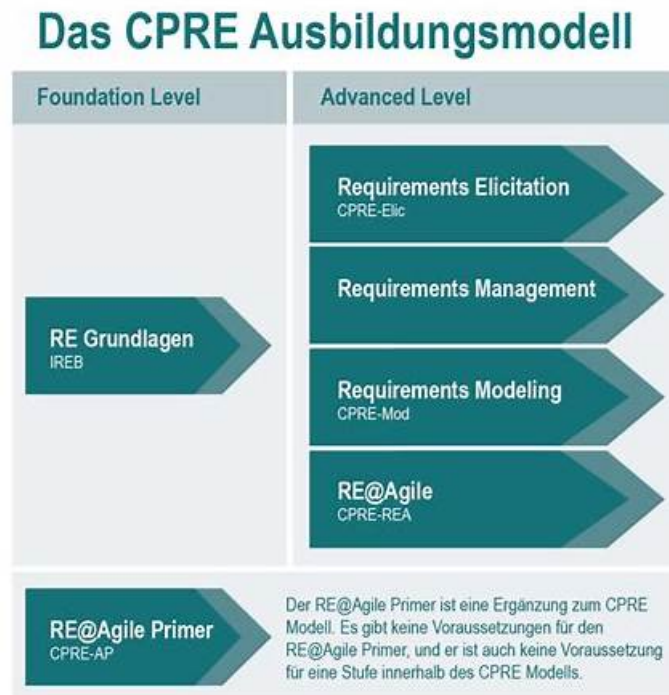 Das CPRE Ausbildungsmodell
Foundation Level
Advanced Level
Requirements Elicitation
CPRE-Elic
Requirements Management
RE Grundlagen
IREB
Requirements Modeling
CPRE-Mod
RE@Agile
CPRE-REA
RE@Agile Primer
CPRE-AP
Der RE@Agile Primer ist eine Ergänzung zum CPRE
Modell. Es gibt keine Voraussetzungen für den
RE@Agile Primer, und er ist auch keine Voraussetzung
für eine Stufe innerhalb des CPRE Modells.